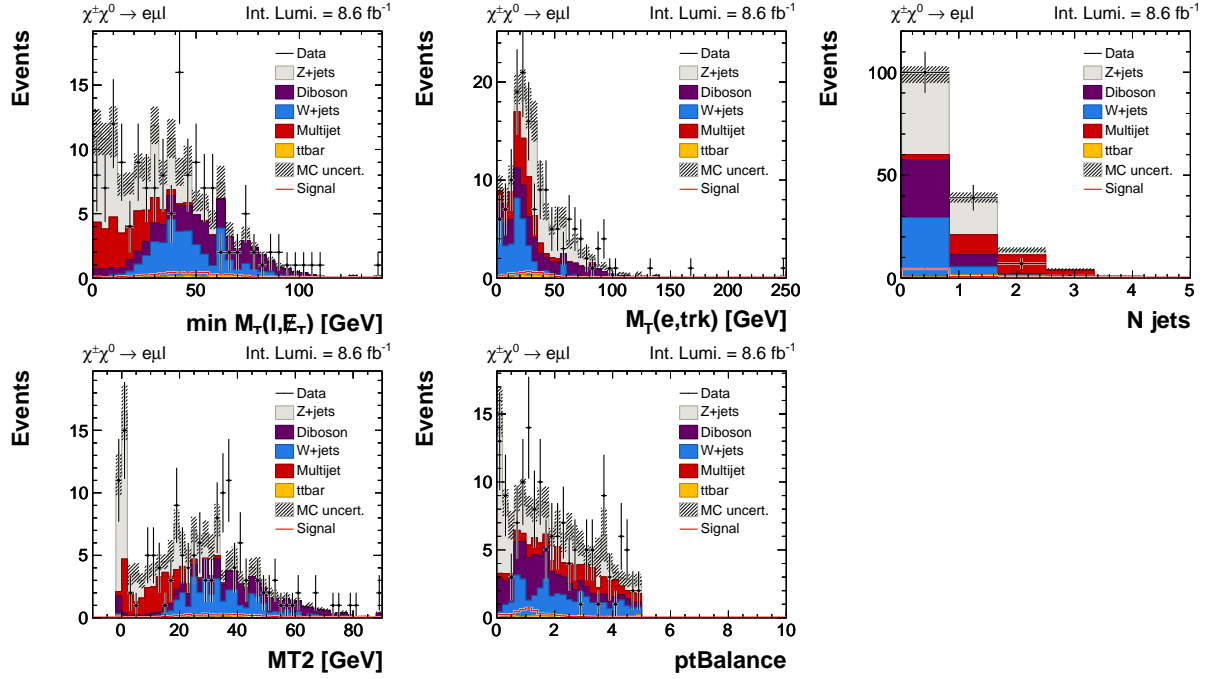 χ±χ0 → eμl Int. Lumi. = 8.6 fb-1
Events
15
10
5
0
Data
Z+jets
Diboson
W+jets
Multijet
ttbar
MC uncert.
Signal
0 50 100
min M_T(l,E̸_T) [GeV]
χ±χ0 → eμl Int. Lumi. = 8.6 fb-1
Events
20
10
0
Data
Z+jets
Diboson
W+jets
Multijet
ttbar
MC uncert.
Signal
0 50 100 150 200 250
M_T(e,trk) [GeV]
χ±χ0 → eμl Int. Lumi. = 8.6 fb-1
Events
100
50
0
Data
Z+jets
Diboson
W+jets
Multijet
ttbar
MC uncert.
Signal
0 1 2 3 4 5
N jets
χ±χ0 → eμl Int. Lumi. = 8.6 fb-1
Events
15
10
5
0
Data
Z+jets
Diboson
W+jets
Multijet
ttbar
MC uncert.
Signal
0 20 40 60 80
MT2 [GeV]
χ±χ0 → eμl Int. Lumi. = 8.6 fb-1
Events
15
10
5
0
Data
Z+jets
Diboson
W+jets
Multijet
ttbar
MC uncert.
Signal
0 2 4 6 8 10
ptBalance